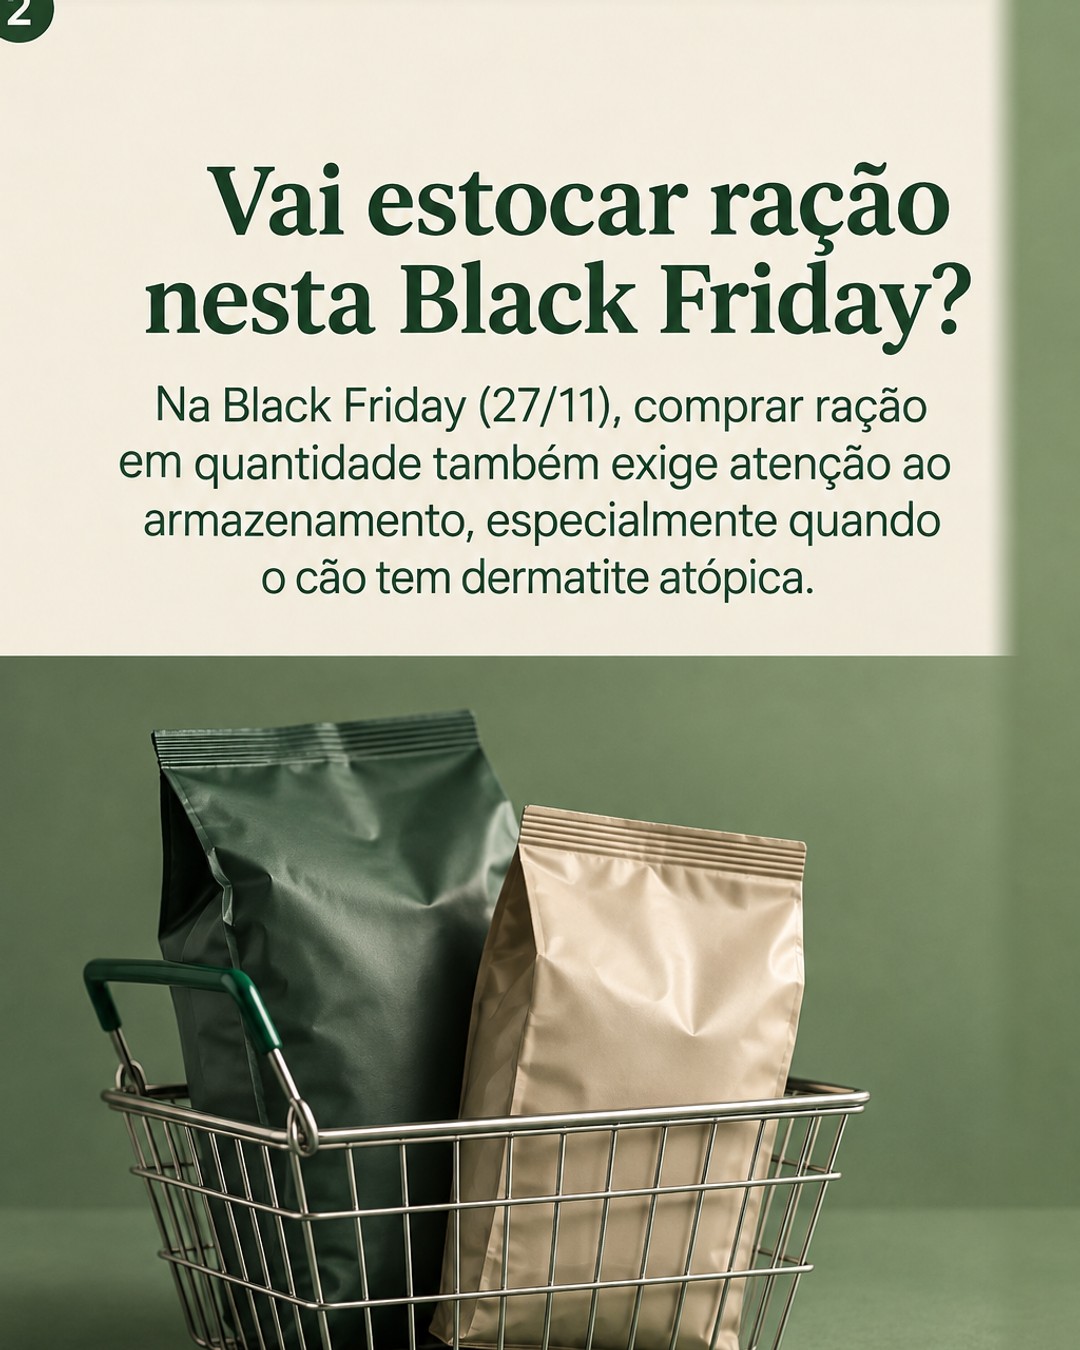 2
Vai estocar ração
nesta Black Friday?
Na Black Friday (27/11), comprar ração
em quantidade também exige atenção ao
armazenamento, especialmente quando
o cão tem dermatite atópica.